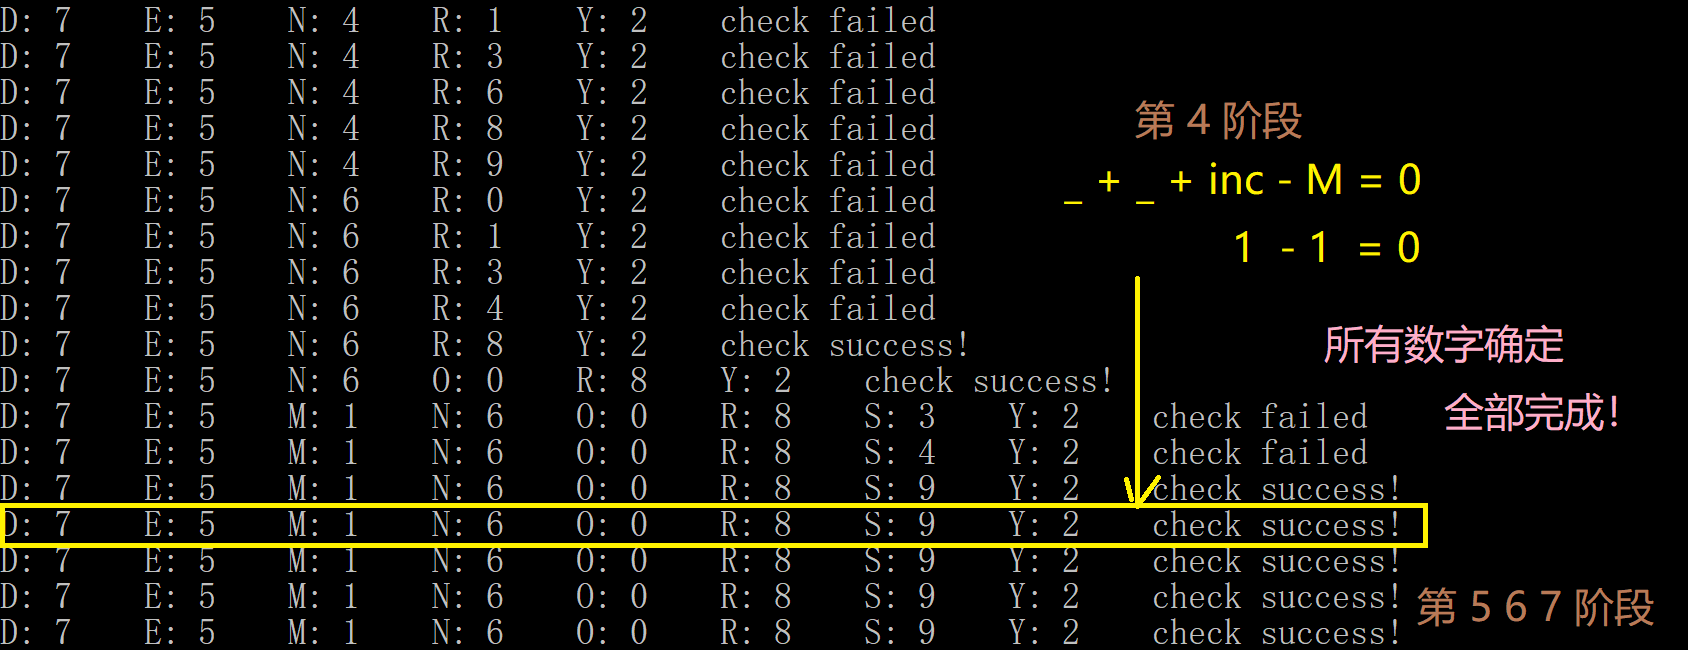 D: 7 E: 5 N: 4 R: 1 Y: 2 check failed
D: 7 E: 5 N: 4 R: 3 Y: 2 check failed
D: 7 E: 5 N: 4 R: 6 Y: 2 check failed
D: 7 E: 5 N: 4 R: 8 Y: 2 check failed
D: 7 E: 5 N: 4 R: 9 Y: 2 check failed
D: 7 E: 5 N: 6 R: 0 Y: 2 check failed
D: 7 E: 5 N: 6 R: 1 Y: 2 check failed
D: 7 E: 5 N: 6 R: 3 Y: 2 check failed
D: 7 E: 5 N: 6 R: 4 Y: 2 check failed
D: 7 E: 5 N: 6 R: 8 Y: 2 check success!
D: 7 E: 5 N: 6 O: 0 R: 8 Y: 2 check success!
D: 7 E: 5 M: 1 N: 6 O: 0 R: 8 S: 3 Y: 2 check failed
D: 7 E: 5 M: 1 N: 6 O: 0 R: 8 S: 4 Y: 2 check failed
D: 7 E: 5 M: 1 N: 6 O: 0 R: 8 S: 9 Y: 2 check success!
D: 7 E: 5 M: 1 N: 6 O: 0 R: 8 S: 9 Y: 2 check success!
D: 7 E: 5 M: 1 N: 6 O: 0 R: 8 S: 9 Y: 2 check success!
D: 7 E: 5 M: 1 N: 6 O: 0 R: 8 S: 9 Y: 2 check success!
D: 7 E: 5 M: 1 N: 6 O: 0 R: 8 S: 9 Y: 2 check success!
第 4 阶段
_ + _ + inc - M = 0
1 - 1 = 0
所有数字确定
全部完成!
第 5 6 7 阶段